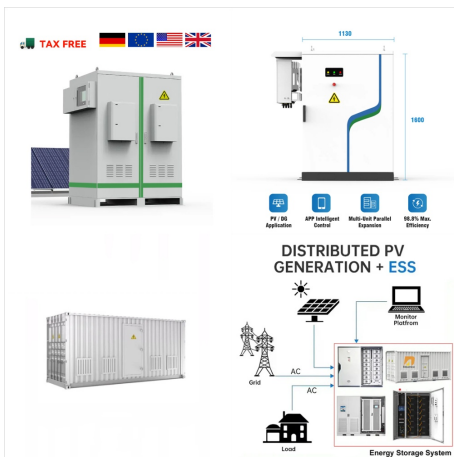 TAX FREE
1130
1800
PV / DG
Application
APP Intelligent
Control
Multi-Unit Parallel
Expansion
98.8% Max.
Efficiency
DISTRIBUTED PV
GENERATION + ESS
Monitor
Platfrom
AC
Grid
AC
Load
Energy Storage System